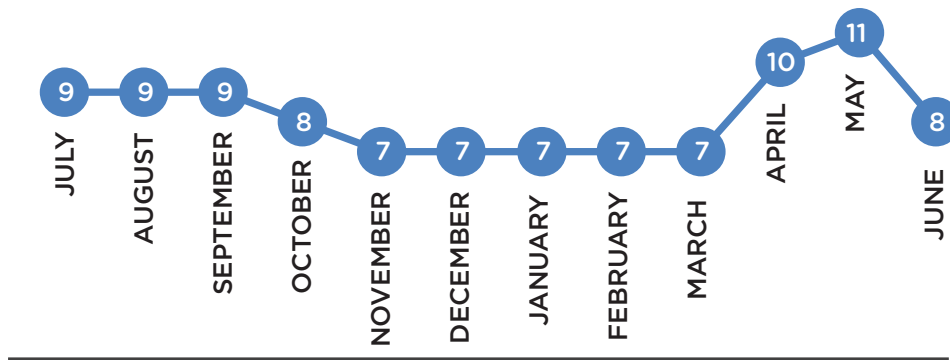 9
9
9
8
7
7
7
7
7
10
11
8
JULY
AUGUST
SEPTEMBER
OCTOBER
NOVEMBER
DECEMBER
JANUARY
FEBRUARY
MARCH
APRIL
MAY
JUNE